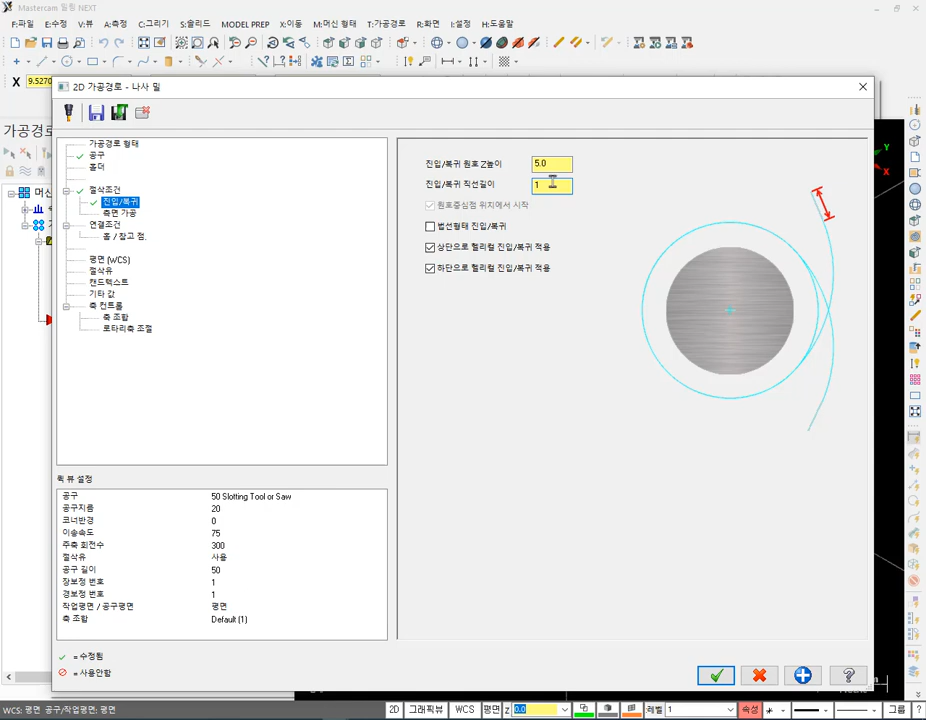 Mastercam 밀링 NEXT
F:파일 E:수정 V:뷰 A:측정 C:그리기 S:솔리드 MODEL PREP X:이동 M:머신 형태 T:가공경로 R:화면 I:설정 H:도움말
X 9.5270
2D 가공경로 - 나사 밀
가공경로
가공경로 형태
공구
홀더
절삭조건
진입/복귀
측면 가공
연결조건
홈 / 참고 점.
평면 (WCS)
절삭유
캔드텍스트
기타 값
축 컨트롤
축 조합
로타리축 조절
머신
진입/복귀 원호 Z높이 5.0
진입/복귀 직선길이 1
원호중심점 위치에서 시작
법선형태 진입/복귀
상단으로 헬리컬 진입/복귀 적용
하단으로 헬리컬 진입/복귀 적용
Y
X
퀵 뷰 설정
공구 50 Slotting Tool or Saw
공구지름 20
코너반경 0
이송속도 75
주축 회전수 300
절삭유 사용
공구 길이 50
장보정 번호 1
경보정 번호 1
작업평면 / 공구평면 평면
축 조합 Default (1)
= 수정됨
= 사용안함
WCS: 평면 공구/작업평면: 평면 2D 그래픽뷰 WCS 평면 Z 0.0 레벨 1 속성 그룹 ?